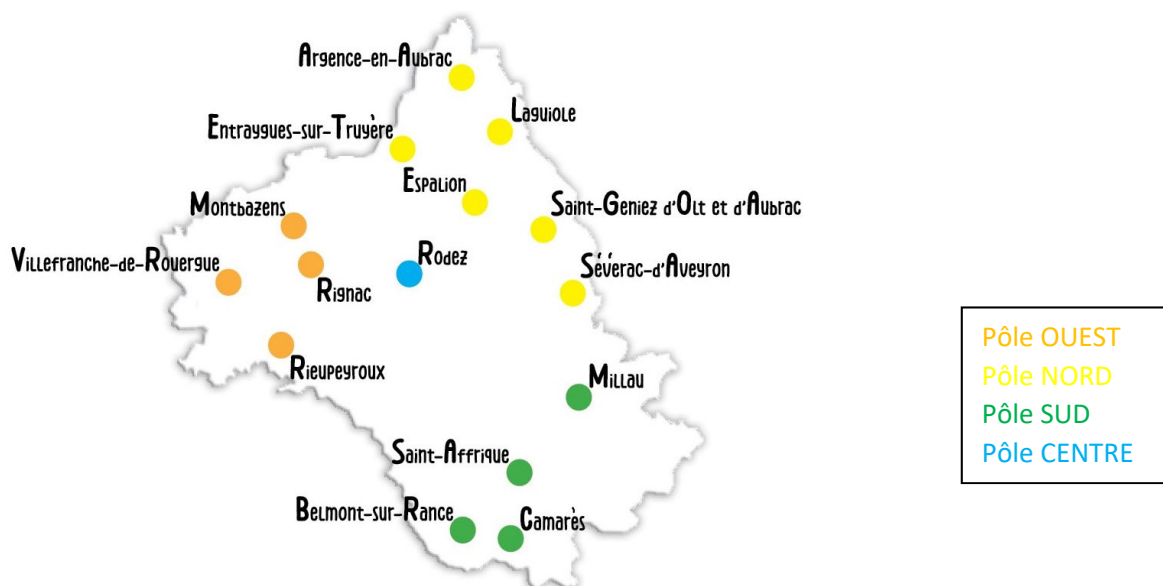 Argence-en-Aubrac
Laguiole
Entraygues-sur-Truyère
Espalion
Montbazens
Saint-Geniez d'Olt et d'Aubrac
Villefranche-de-Rouergue
Rodez
Sévérac-d'Aveyron
Rignac
Rieupeyroux
Millau
Saint-Affrique
Belmont-sur-Rance
Camarès
Pôle OUEST
Pôle NORD
Pôle SUD
Pôle CENTRE